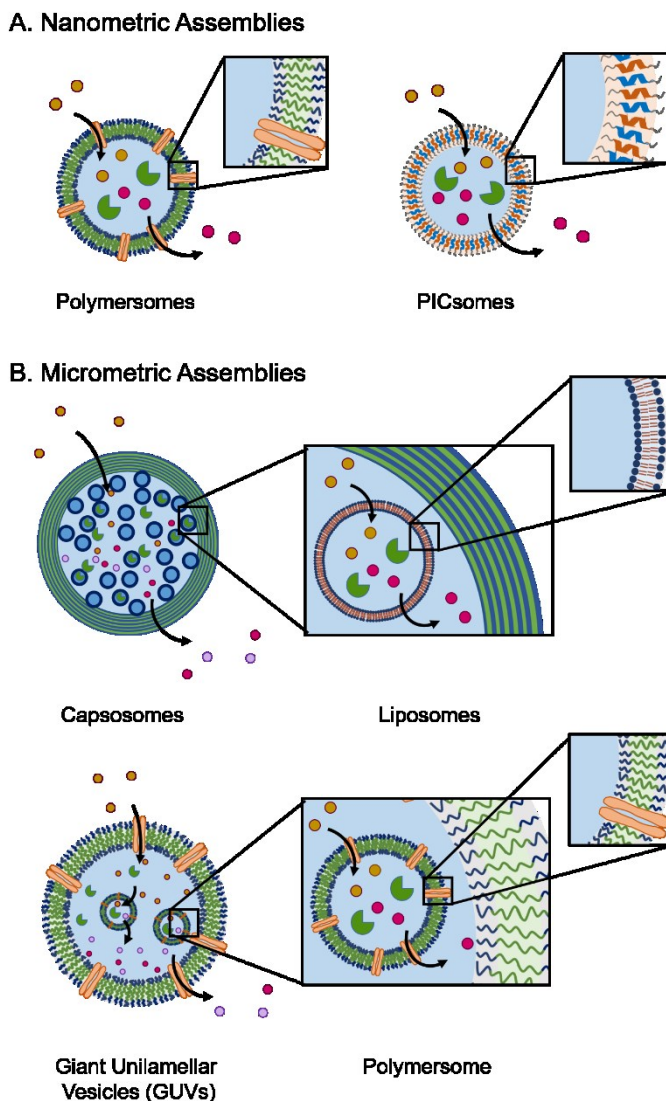 A. Nanometric Assemblies
Polymersomes
PICsomes
B. Micrometric Assemblies
Capsosomes
Liposomes
Giant Unilamellar
Vesicles (GUVs)
Polymersome